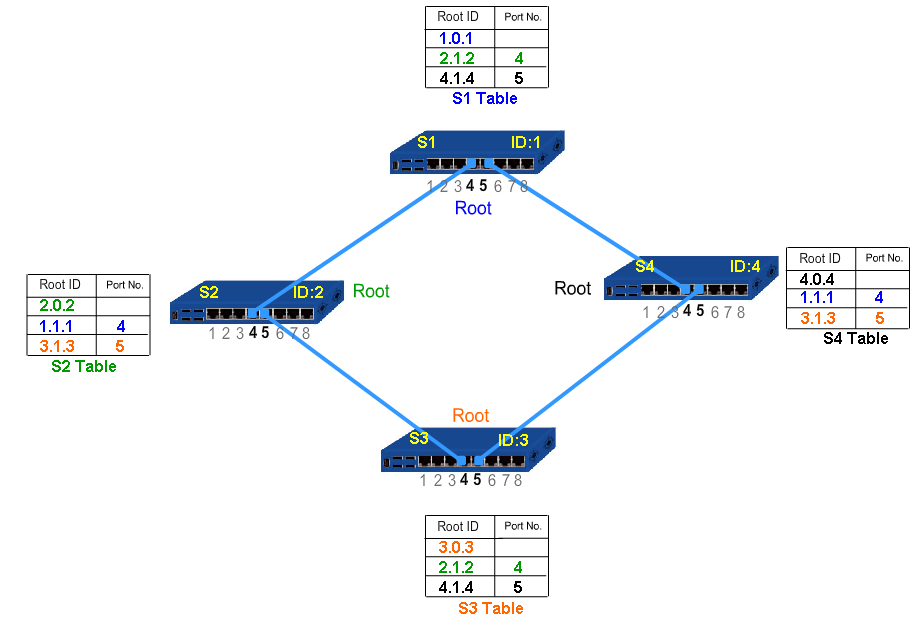 Root ID Port No.
1.0.1
2.1.2 4
4.1.4 5
S1 Table
S1 ID:1
1 2 3 4 5 6 7 8
Root
Root ID Port No.
2.0.2
1.1.1 4
3.1.3 5
S2 Table
S2 ID:2
1 2 3 4 5 6 7 8
Root
Root
S4 ID:4
1 2 3 4 5 6 7 8
Root ID Port No.
4.0.4
1.1.1 4
3.1.3 5
S4 Table
Root
S3 ID:3
1 2 3 4 5 6 7 8
Root ID Port No.
3.0.3
2.1.2 4
4.1.4 5
S3 Table